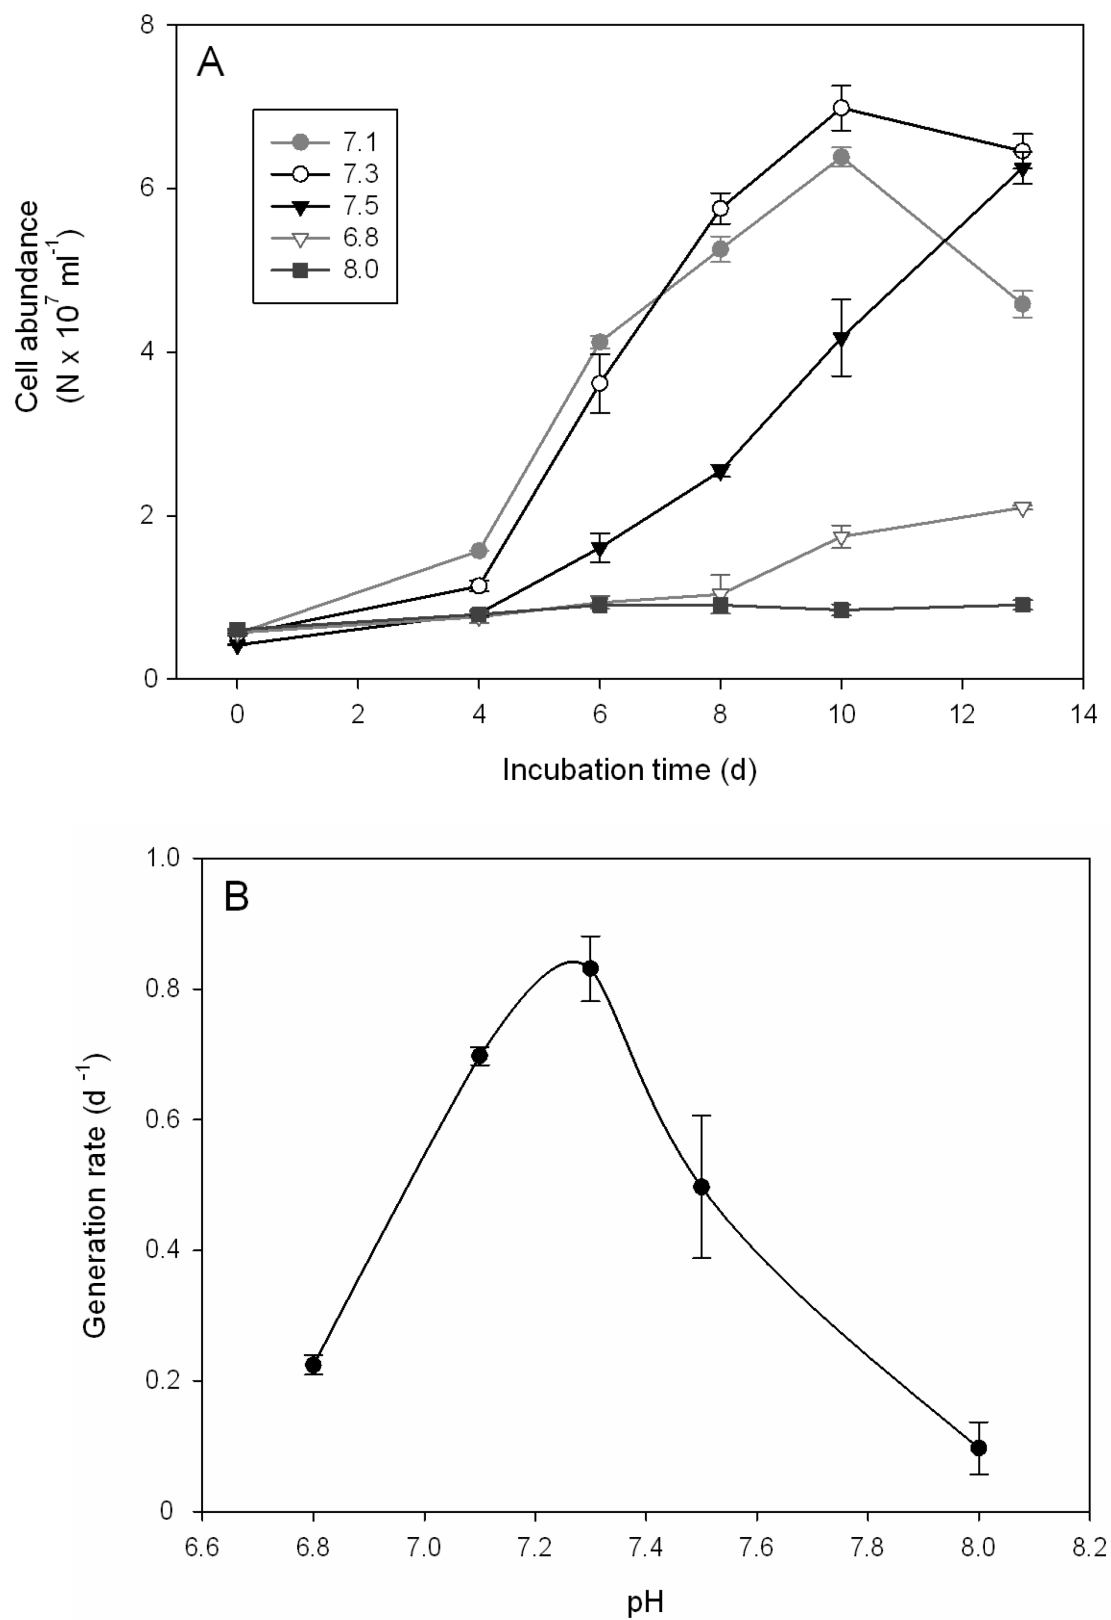 A
7.1
7.3
7.5
6.8
8.0
Cell abundance
(N x 10⁷ ml⁻¹)
8
6
4
2
0
0 2 4 6 8 10 12 14
Incubation time (d)
B
Generation rate (d ⁻¹)
1.0
0.8
0.6
0.4
0.2
0
6.6 6.8 7.0 7.2 7.4 7.6 7.8 8.0 8.2
pH